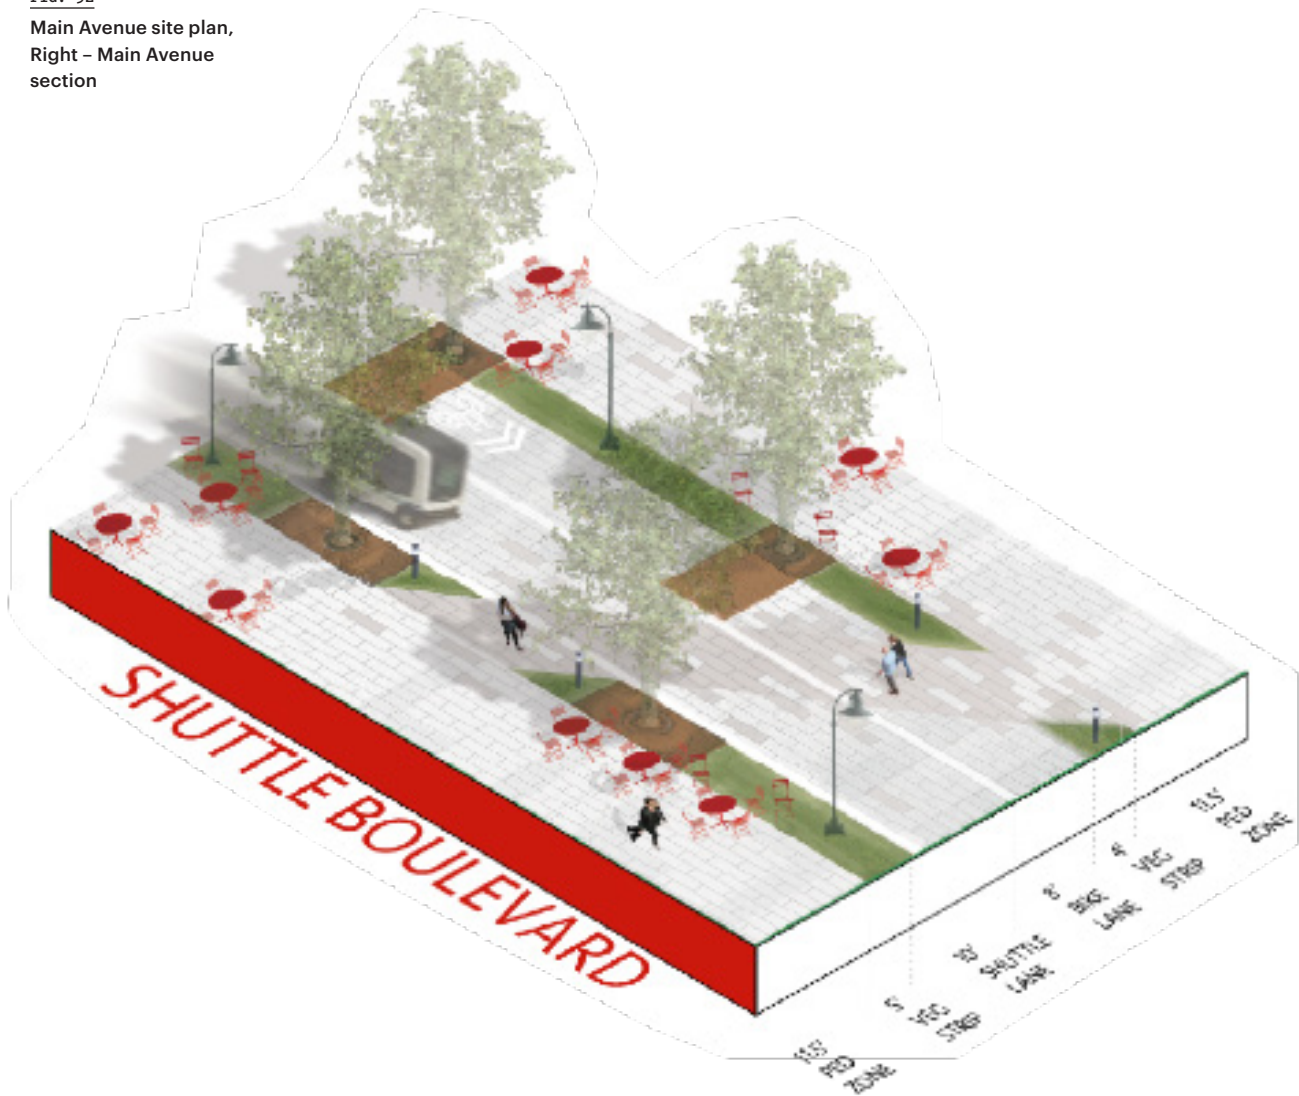 Main Avenue site plan,
Right – Main Avenue
section
SHUTTLE BOULEVARD
11.5'
PED
ZONE
4'
VEG
STRIP
8'
BIKE
LANE
10'
SHUTTLE
LANE
5'
VEG
STRIP
11.5'
PED
ZONE